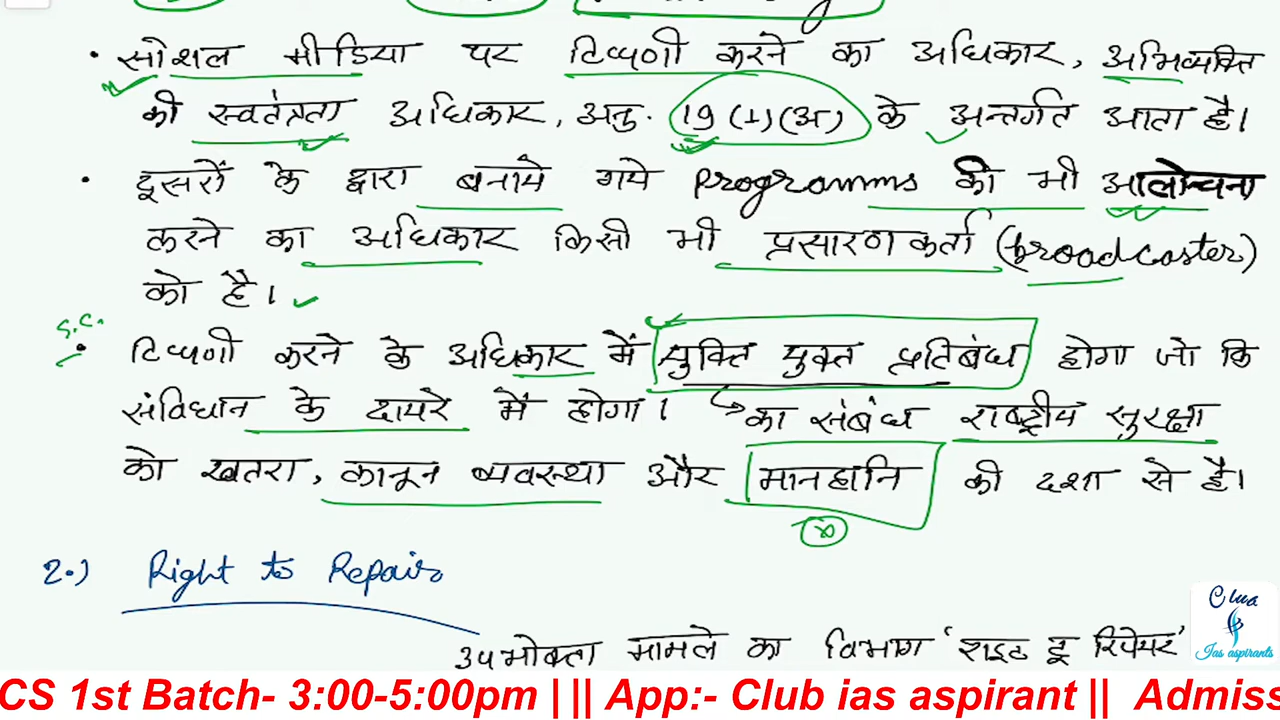 • सोशल मीडिया पर टिप्पणी करने का अधिकार, अभिव्यक्ति
की स्वतंत्रता अधिकार, अनु. 19 (1) (अ) के अन्तर्गत आता है।
• दूसरों के द्वारा बनाये गये Programms की भी आलोचना
करने का अधिकार किसी भी प्रसारणकर्ता (broadcaster)
को है।
S.C.
• टिप्पणी करने के अधिकार में युक्ति युक्त प्रतिबंध होगा जो कि
संविधान के दायरे में होगा। का संबंध राष्ट्रीय सुरक्षा
को खतरा, कानून व्यवस्था और मानहानि की दशा से है।
2.) Right to Repair
उपभोक्ता मामले का विभाग 'राइट टू रिपेयर'
Club
Ias aspirants
CS 1st Batch- 3:00-5:00pm | || App:- Club ias aspirant || Admiss